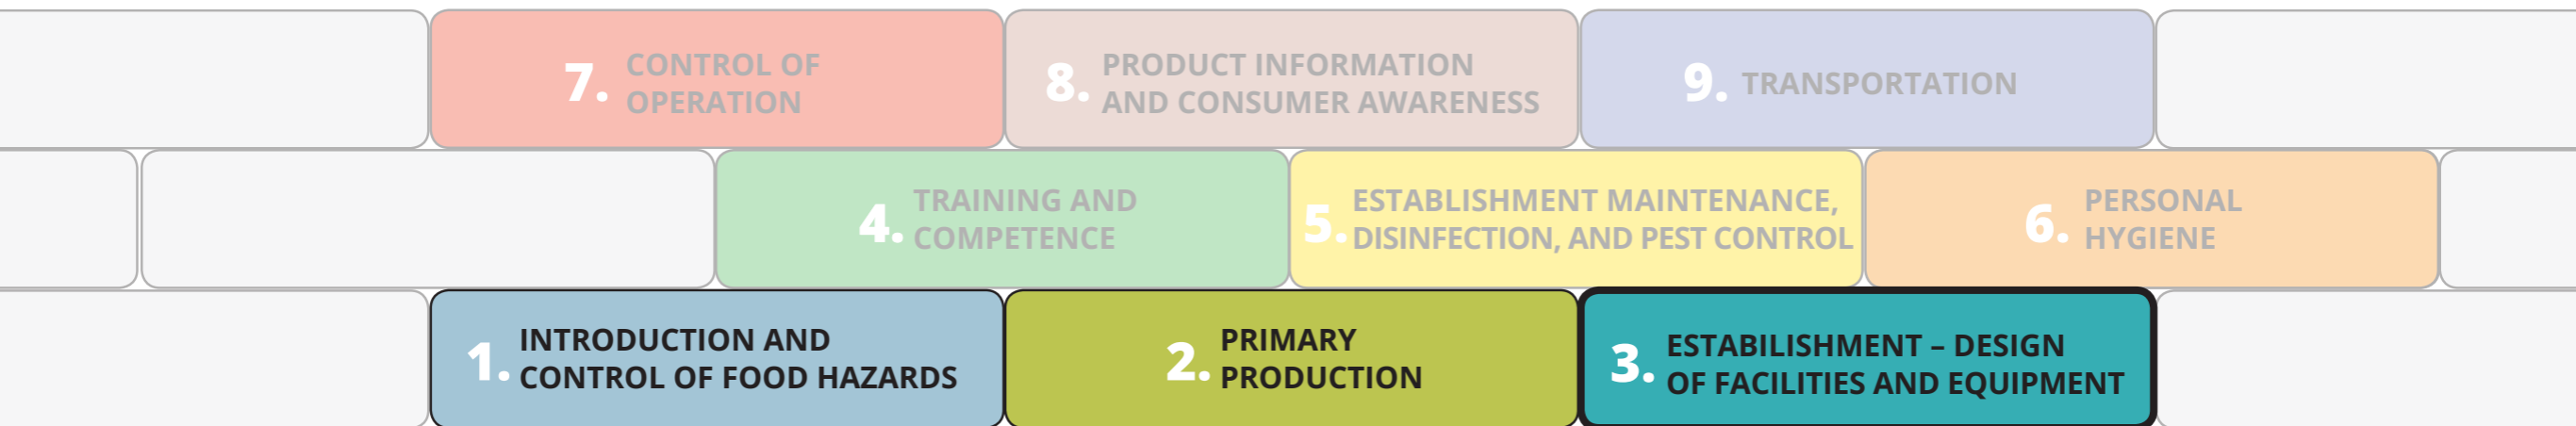 7. CONTROL OF
OPERATION
8. PRODUCT INFORMATION
AND CONSUMER AWARENESS
9. TRANSPORTATION
4. TRAINING AND
COMPETENCE
5. ESTABLISHMENT MAINTENANCE,
DISINFECTION, AND PEST CONTROL
6. PERSONAL
HYGIENE
1. INTRODUCTION AND
CONTROL OF FOOD HAZARDS
2. PRIMARY
PRODUCTION
3. ESTABILISHMENT – DESIGN
OF FACILITIES AND EQUIPMENT